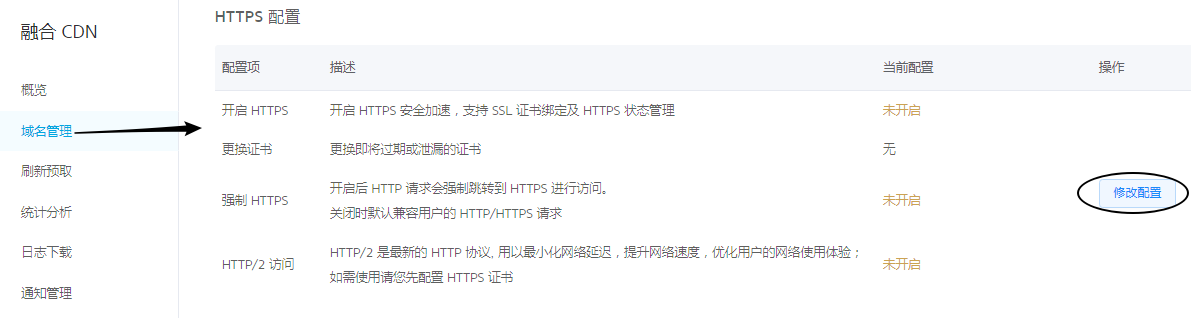 融合 CDN
概览
域名管理
刷新预取
统计分析
日志下载
通知管理
HTTPS 配置
配置项 描述 当前配置 操作
开启 HTTPS 开启 HTTPS 安全加速，支持 SSL 证书绑定及 HTTPS 状态管理 未开启
更换证书 更换即将过期或泄漏的证书 无
强制 HTTPS 开启后 HTTP 请求会强制跳转到 HTTPS 进行访问。 未开启 修改配置
关闭时默认兼容用户的 HTTP/HTTPS 请求
HTTP/2 访问 HTTP/2 是最新的 HTTP 协议, 用以最小化网络延迟，提升网络速度，优化用户的网络使用体验； 未开启
如需使用请您先配置 HTTPS 证书